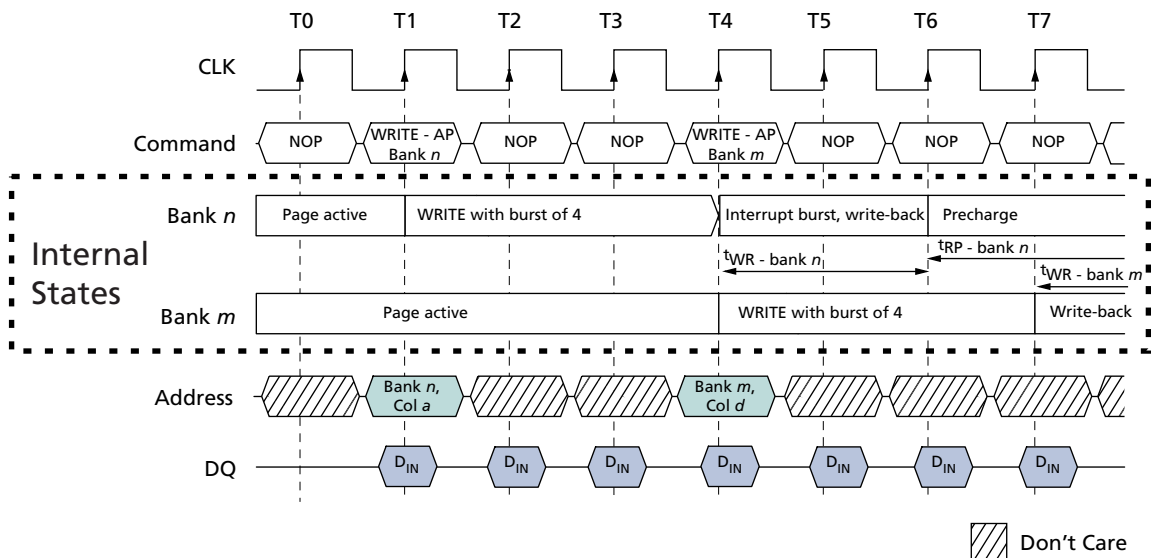 T0 T1 T2 T3 T4 T5 T6 T7
CLK
Command NOP WRITE - AP Bank n NOP NOP WRITE - AP Bank m NOP NOP NOP
Bank n Page active WRITE with burst of 4 Interrupt burst, write-back Precharge
tWR - bank n tRP - bank n
tWR - bank m
Internal
States
Bank m Page active WRITE with burst of 4 Write-back
Address Bank n, Col a Bank m, Col d
DQ DIN DIN DIN DIN DIN DIN DIN
Don't Care